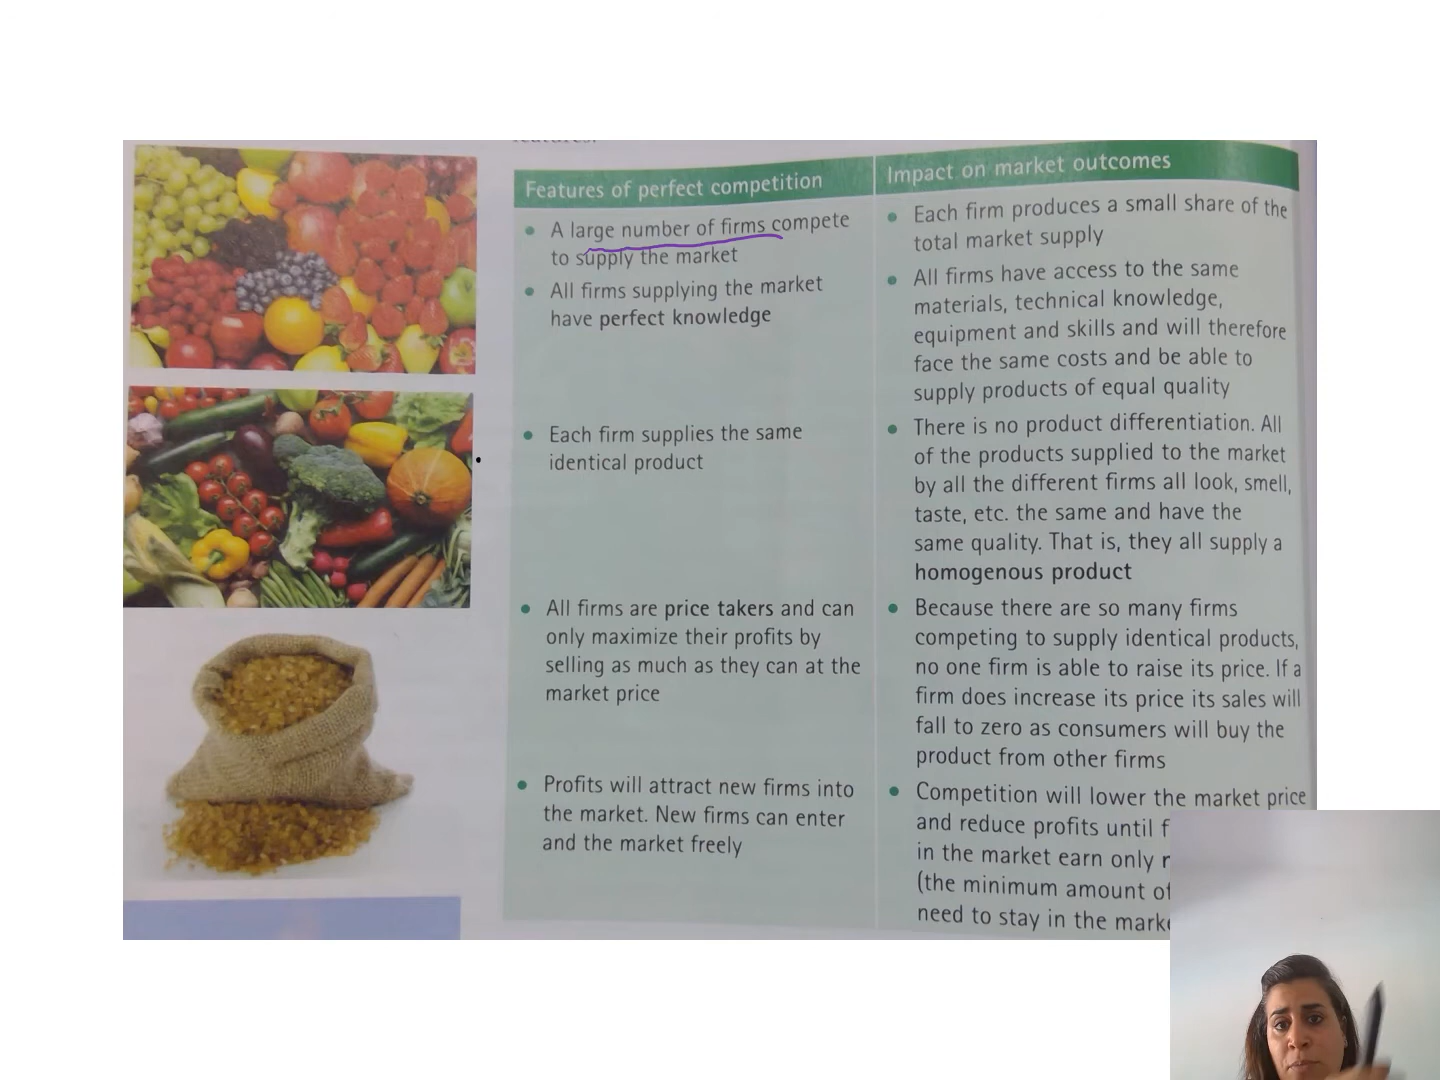 features.
Features of perfect competition
Impact on market outcomes
A large number of firms compete
to supply the market
Each firm produces a small share of the
total market supply
All firms supplying the market
have perfect knowledge
All firms have access to the same
materials, technical knowledge,
equipment and skills and will therefore
face the same costs and be able to
supply products of equal quality
Each firm supplies the same
identical product
There is no product differentiation. All
of the products supplied to the market
by all the different firms all look, smell,
taste, etc. the same and have the
same quality. That is, they all supply a
homogenous product
All firms are price takers and can
only maximize their profits by
selling as much as they can at the
market price
Because there are so many firms
competing to supply identical products,
no one firm is able to raise its price. If a
firm does increase its price its sales will
fall to zero as consumers will buy the
product from other firms
Profits will attract new firms into
the market. New firms can enter
and the market freely
Competition will lower the market price
and reduce profits until
in the market earn only
(the minimum amount of
need to stay in the